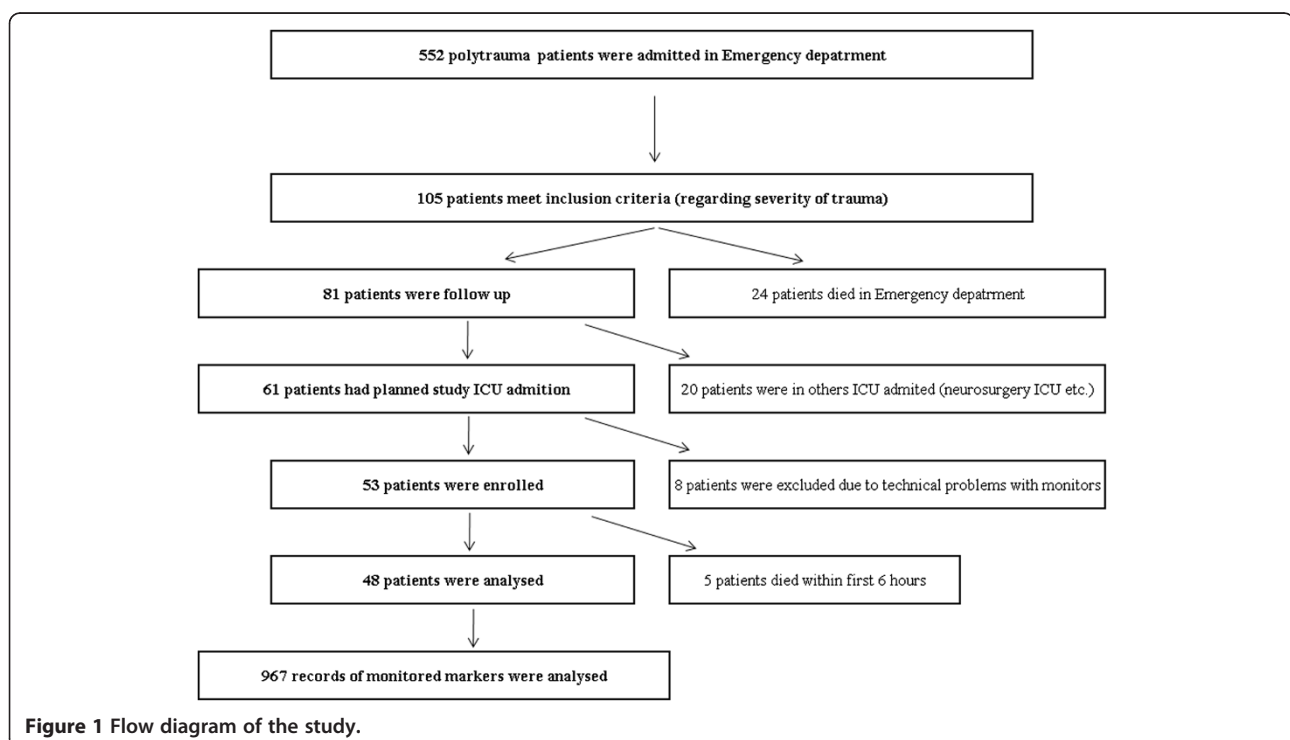 552 polytrauma patients were admitted in Emergency depatrment
105 patients meet inclusion criteria (regarding severity of trauma)
81 patients were follow up
24 patients died in Emergency depatrment
61 patients had planned study ICU admition
20 patients were in others ICU admited (neurosurgery ICU etc.)
53 patients were enrolled
8 patients were excluded due to technical problems with monitors
48 patients were analysed
5 patients died within first 6 hours
967 records of monitored markers were analysed
Figure 1 Flow diagram of the study.